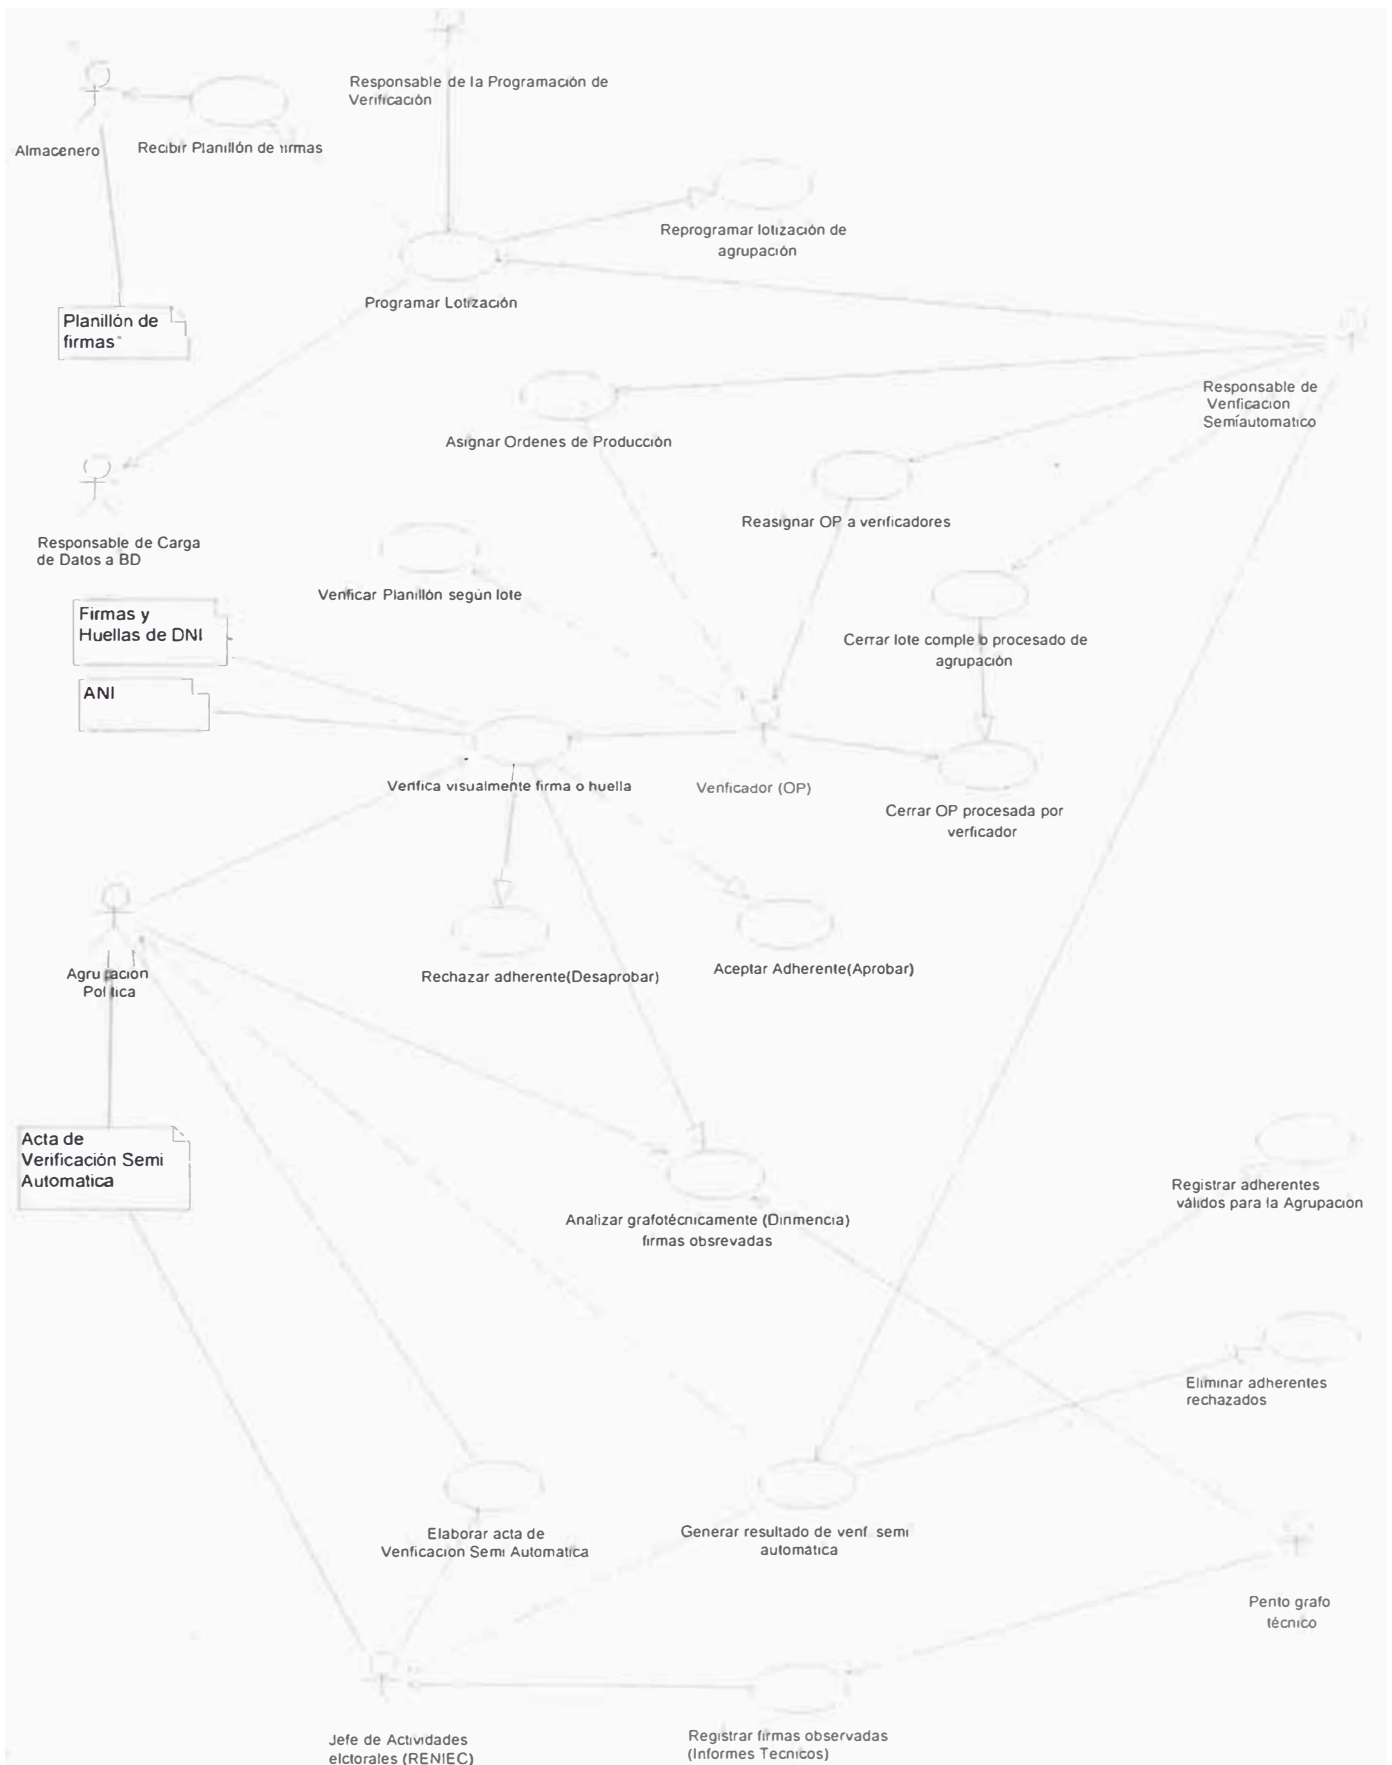 Responsable de la Programación de
Verificación
Almacenero
Recibir Planillón de firmas
Reprogramar lotización de
agrupación
Programar Lotización
Planillón de
firmas
Responsable de
Verificacion
Semíautomatico
Asignar Ordenes de Producción
Reasignar OP a verificadores
Responsable de Carga
de Datos a BD
Verificar Planillón según lote
Firmas y
Huellas de DNI
Cerrar lote completo procesado de
agrupación
ANI
Verifica visualmente firma o huella
Verificador (OP)
Cerrar OP procesada por
verificador
Agrupacion
Politica
Rechazar adherente(Desaprobar)
Aceptar Adherente(Aprobar)
Acta de
Verificación Semi
Automatica
Registrar adherentes
válidos para la Agrupacion
Analizar grafotécnicamente (Dirimencia)
firmas obsrevadas
Eliminar adherentes
rechazados
Elaborar acta de
Verificacion Semi Automatica
Generar resultado de verif. semi
automática
Perito grafo
técnico
Jefe de Actividades
elctorales (RENIEC)
Registrar firmas observadas
(Informes Tecnicos)